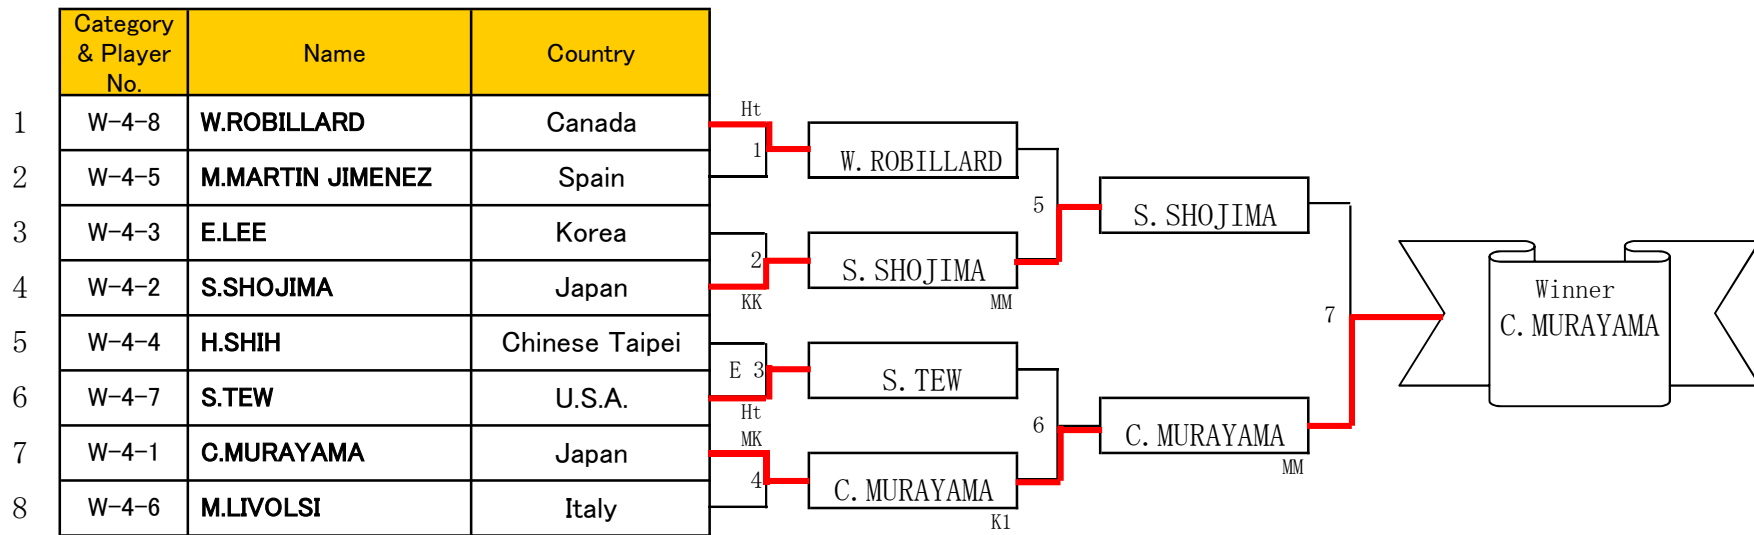 Category & Player No. Name Country
1 W-4-8 W.ROBILLARD Canada
2 W-4-5 M.MARTIN JIMENEZ Spain
3 W-4-3 E.LEE Korea
4 W-4-2 S.SHOJIMA Japan
5 W-4-4 H.SHIH Chinese Taipei
6 W-4-7 S.TEW U.S.A.
7 W-4-1 C.MURAYAMA Japan
8 W-4-6 M.LIVOLSI Italy
Ht
1
2
KK
E 3
Ht
MK
4
W.ROBILLARD
S.SHOJIMA
MM
S.TEW
C.MURAYAMA
K1
5
6
S.SHOJIMA
C.MURAYAMA
MM
7
Winner
C.MURAYAMA